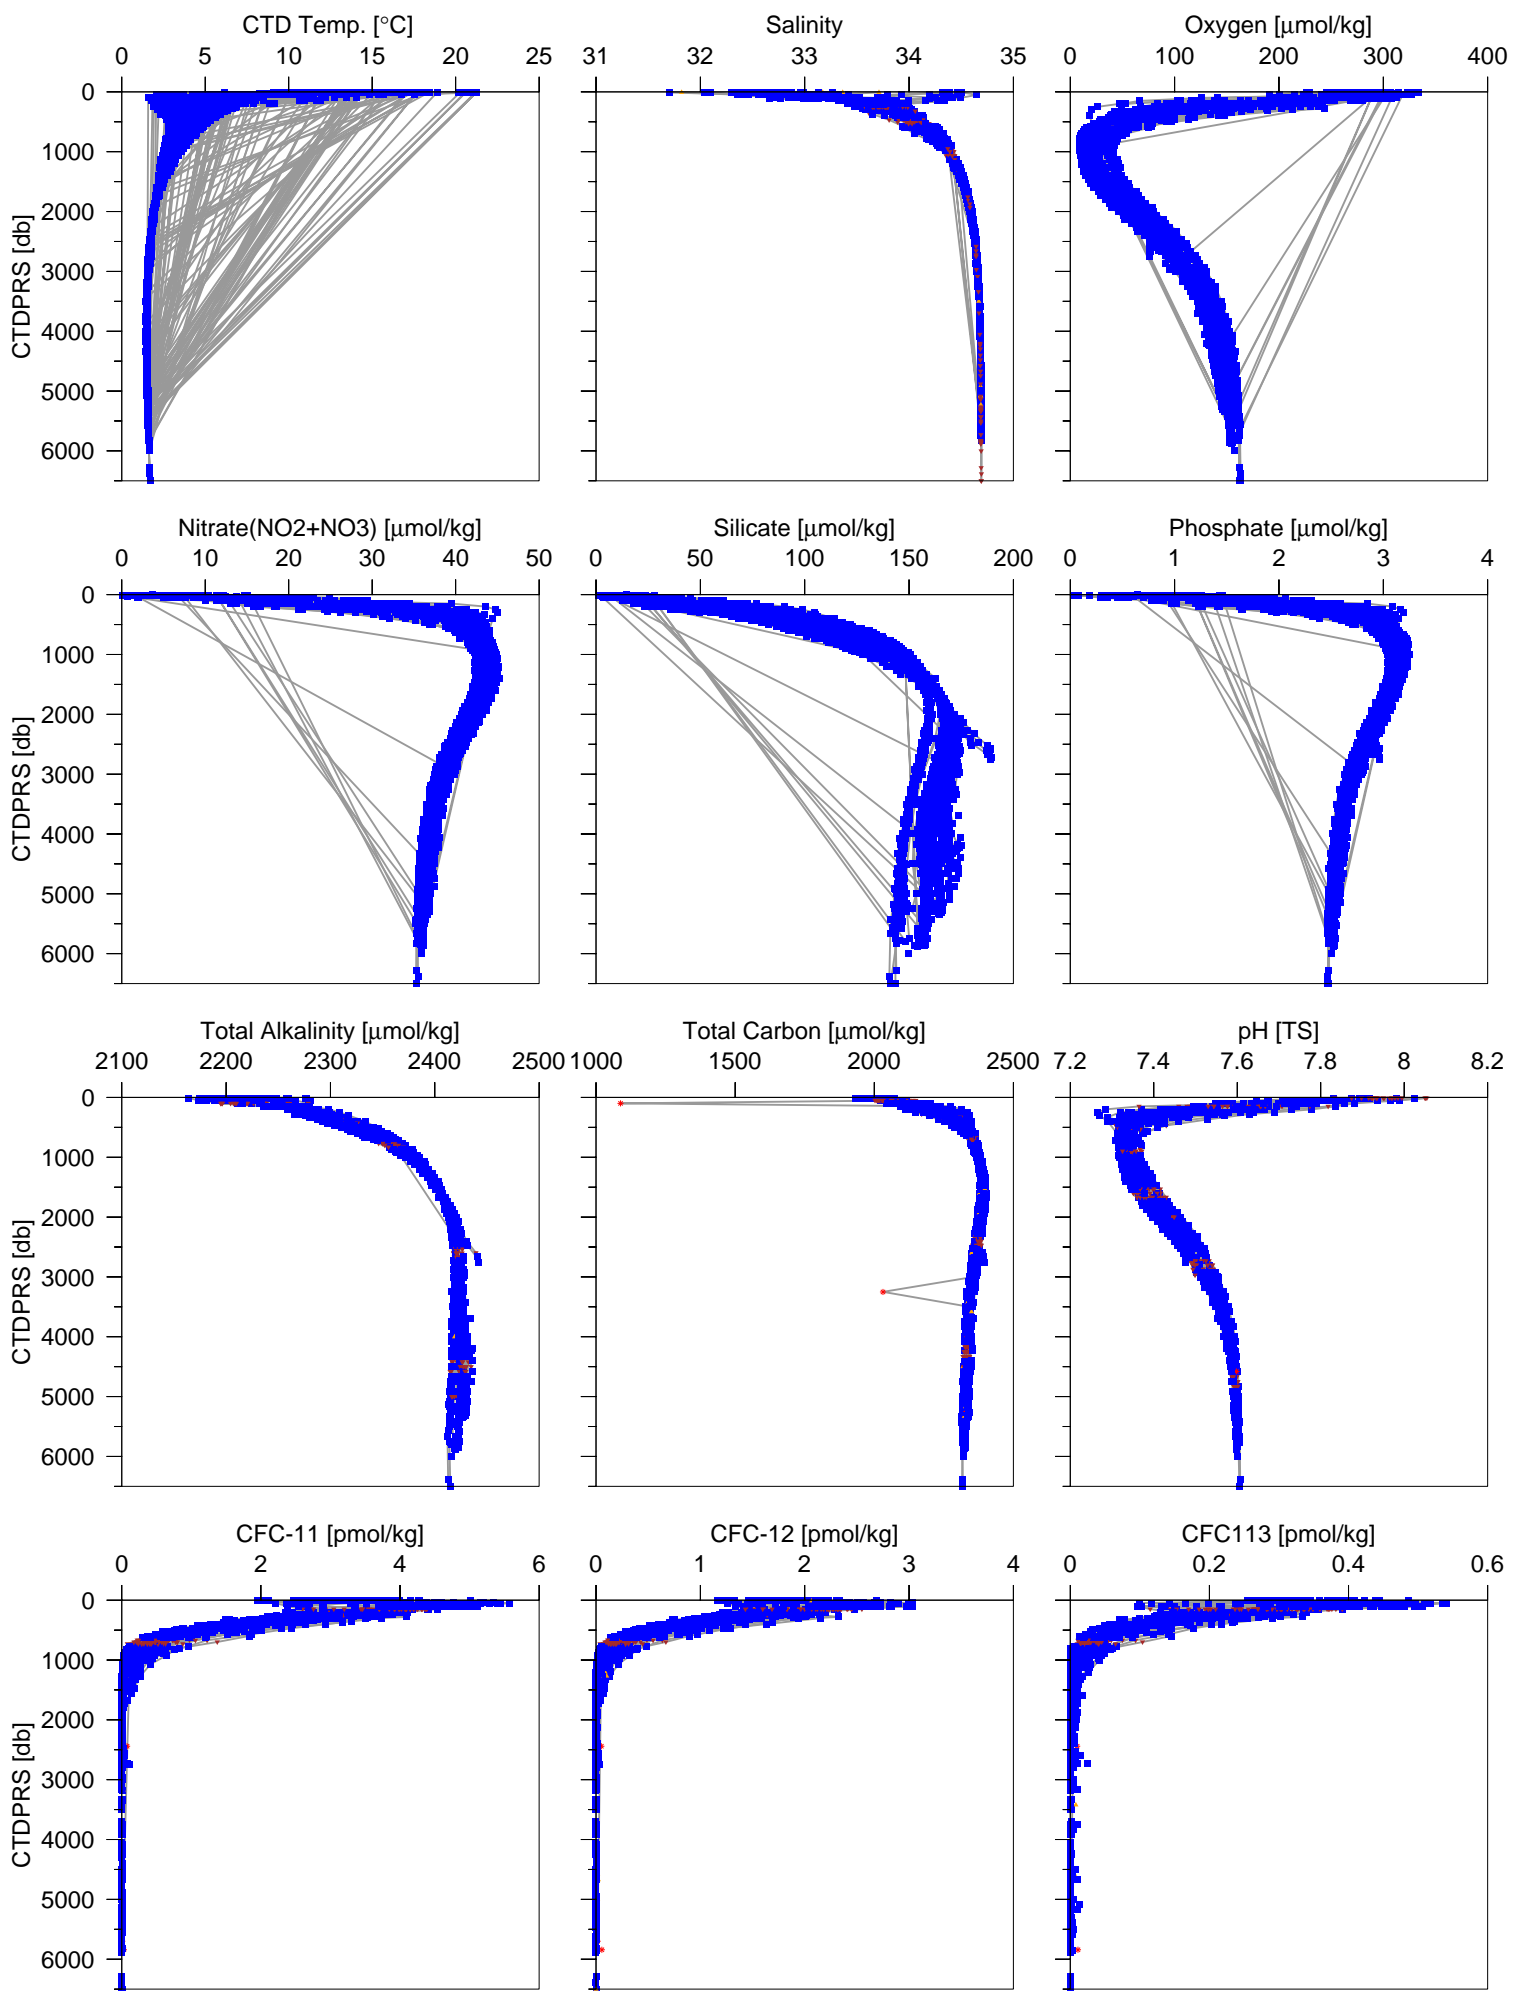 CTD Temp. [°C] Salinity Oxygen [µmol/kg]
0 5 10 15 20 25 31 32 33 34 35 0 100 200 300 400
0
1000
2000
3000
4000
5000
6000
CTDPRS [db]
Nitrate(NO2+NO3) [µmol/kg] Silicate [µmol/kg] Phosphate [µmol/kg]
0 10 20 30 40 50 0 50 100 150 200 0 1 2 3 4
0
1000
2000
3000
4000
5000
6000
CTDPRS [db]
Total Alkalinity [µmol/kg] Total Carbon [µmol/kg] pH [TS]
2100 2200 2300 2400 2500 1000 1500 2000 2500 7.2 7.4 7.6 7.8 8 8.2
0
1000
2000
3000
4000
5000
6000
CTDPRS [db]
CFC-11 [pmol/kg] CFC-12 [pmol/kg] CFC113 [pmol/kg]
0 2 4 6 0 1 2 3 4 0 0.2 0.4 0.6
0
1000
2000
3000
4000
5000
6000
CTDPRS [db]